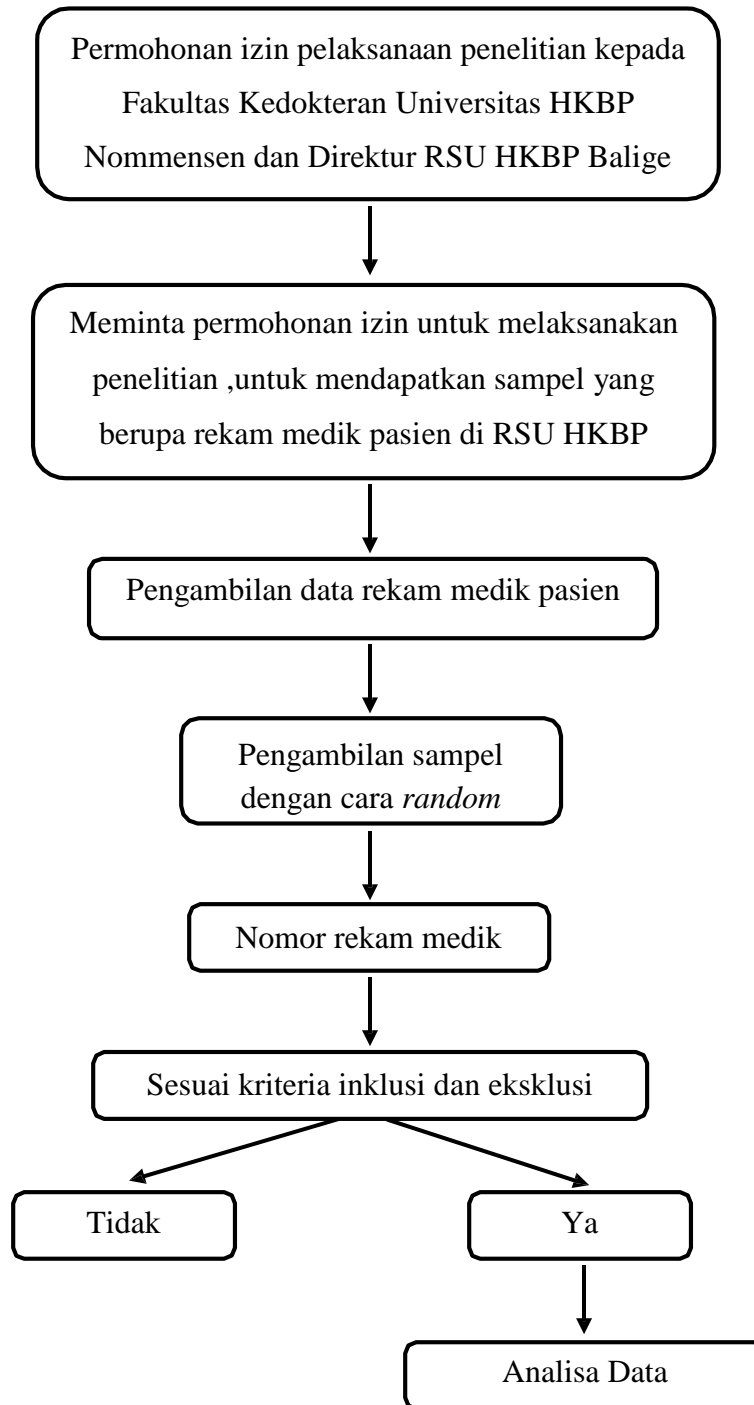 Permohonan izin pelaksanaan penelitian kepada
Fakultas Kedokteran Universitas HKBP
Nommensen dan Direktur RSU HKBP Balige
Meminta permohonan izin untuk melaksanakan
penelitian ,untuk mendapatkan sampel yang
berupa rekam medik pasien di RSU HKBP
Pengambilan data rekam medik pasien
Pengambilan sampel
dengan cara random
Nomor rekam medik
Sesuai kriteria inklusi dan eksklusi
Tidak
Ya
Analisa Data